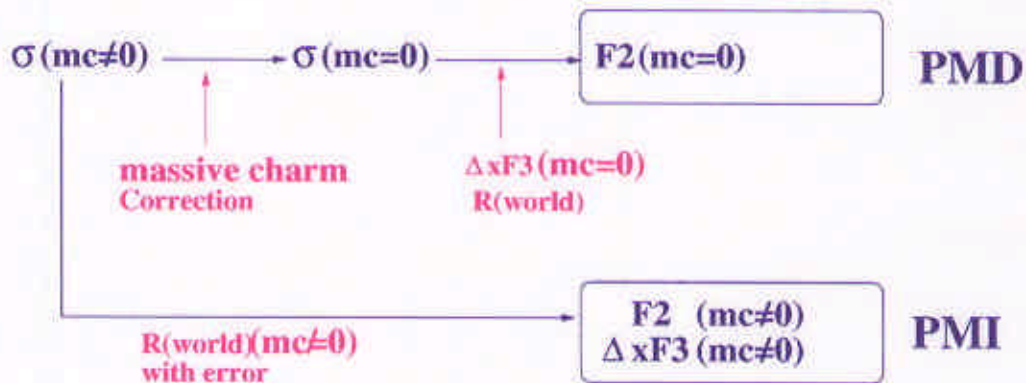 σ(mc≠0)
σ(mc=0)
F2(mc=0)
PMD
massive charm
Correction
ΔxF3(mc=0)
R(world)
R(world)(mc≠0)
with error
F2 (mc≠0)
ΔxF3(mc≠0)
PMI